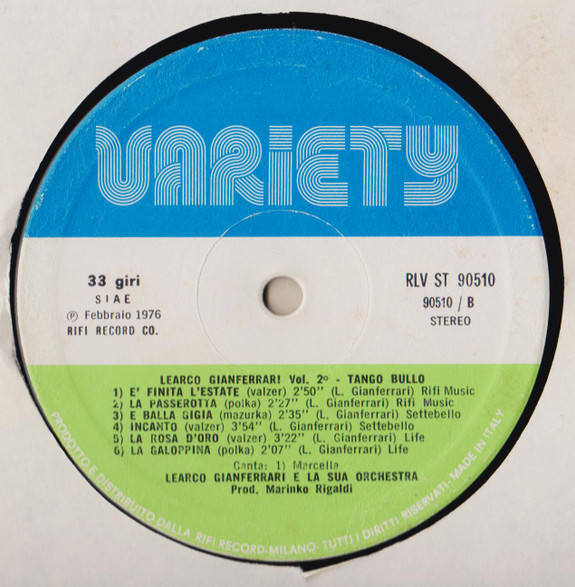 VARIETY
33 giri
SIAE
℗ Febbraio 1976
RIFI RECORD CO.
RLV ST 90510
90510 / B
STEREO
LEARCO GIANFERRARI Vol. 2° - TANGO BULLO
1) E' FINITA L'ESTATE (valzer) 2'50" (L. Gianferrari) Rifi Music
2) LA PASSEROTTA (polka) 2'27" (L. Gianferrari) Rifi Music
3) E BALLA GIGIA (mazurka) 2'35" (L. Gianferrari) Settebello
4) INCANTO (valzer) 3'54" (L. Gianferrari) Settebello
5) LA ROSA D'ORO (valzer) 3'22" (L. Gianferrari) Life
6) LA GALOPPINA (polka) 2'07" (L. Gianferrari) Life
Canta: 1) Marcella
LEARCO GIANFERRARI E LA SUA ORCHESTRA
Prod. Marinko Rigaldi
PRODOTTO E DISTRIBUITO DALLA RIFI RECORD-MILANO-TUTTI I DIRITTI RISERVATI-MADE IN ITALY